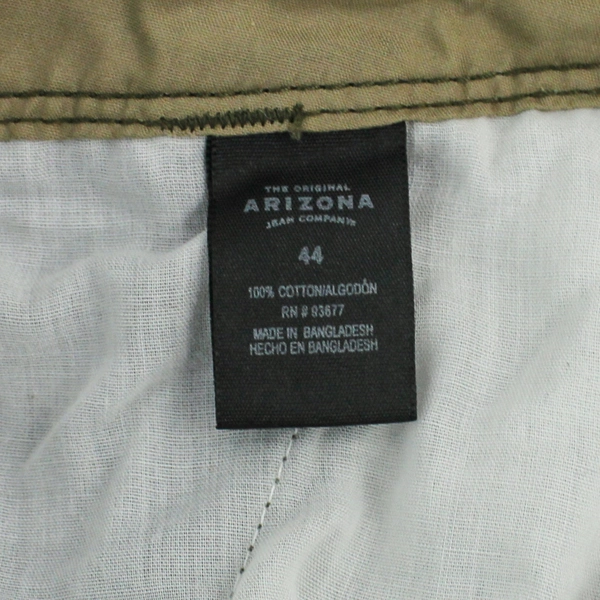 THE ORIGINAL
ARIZONA
JEAN COMPANY®
44
100% COTTON/ALGODÓN
RN # 93677
MADE IN BANGLADESH
HECHO EN BANGLADESH